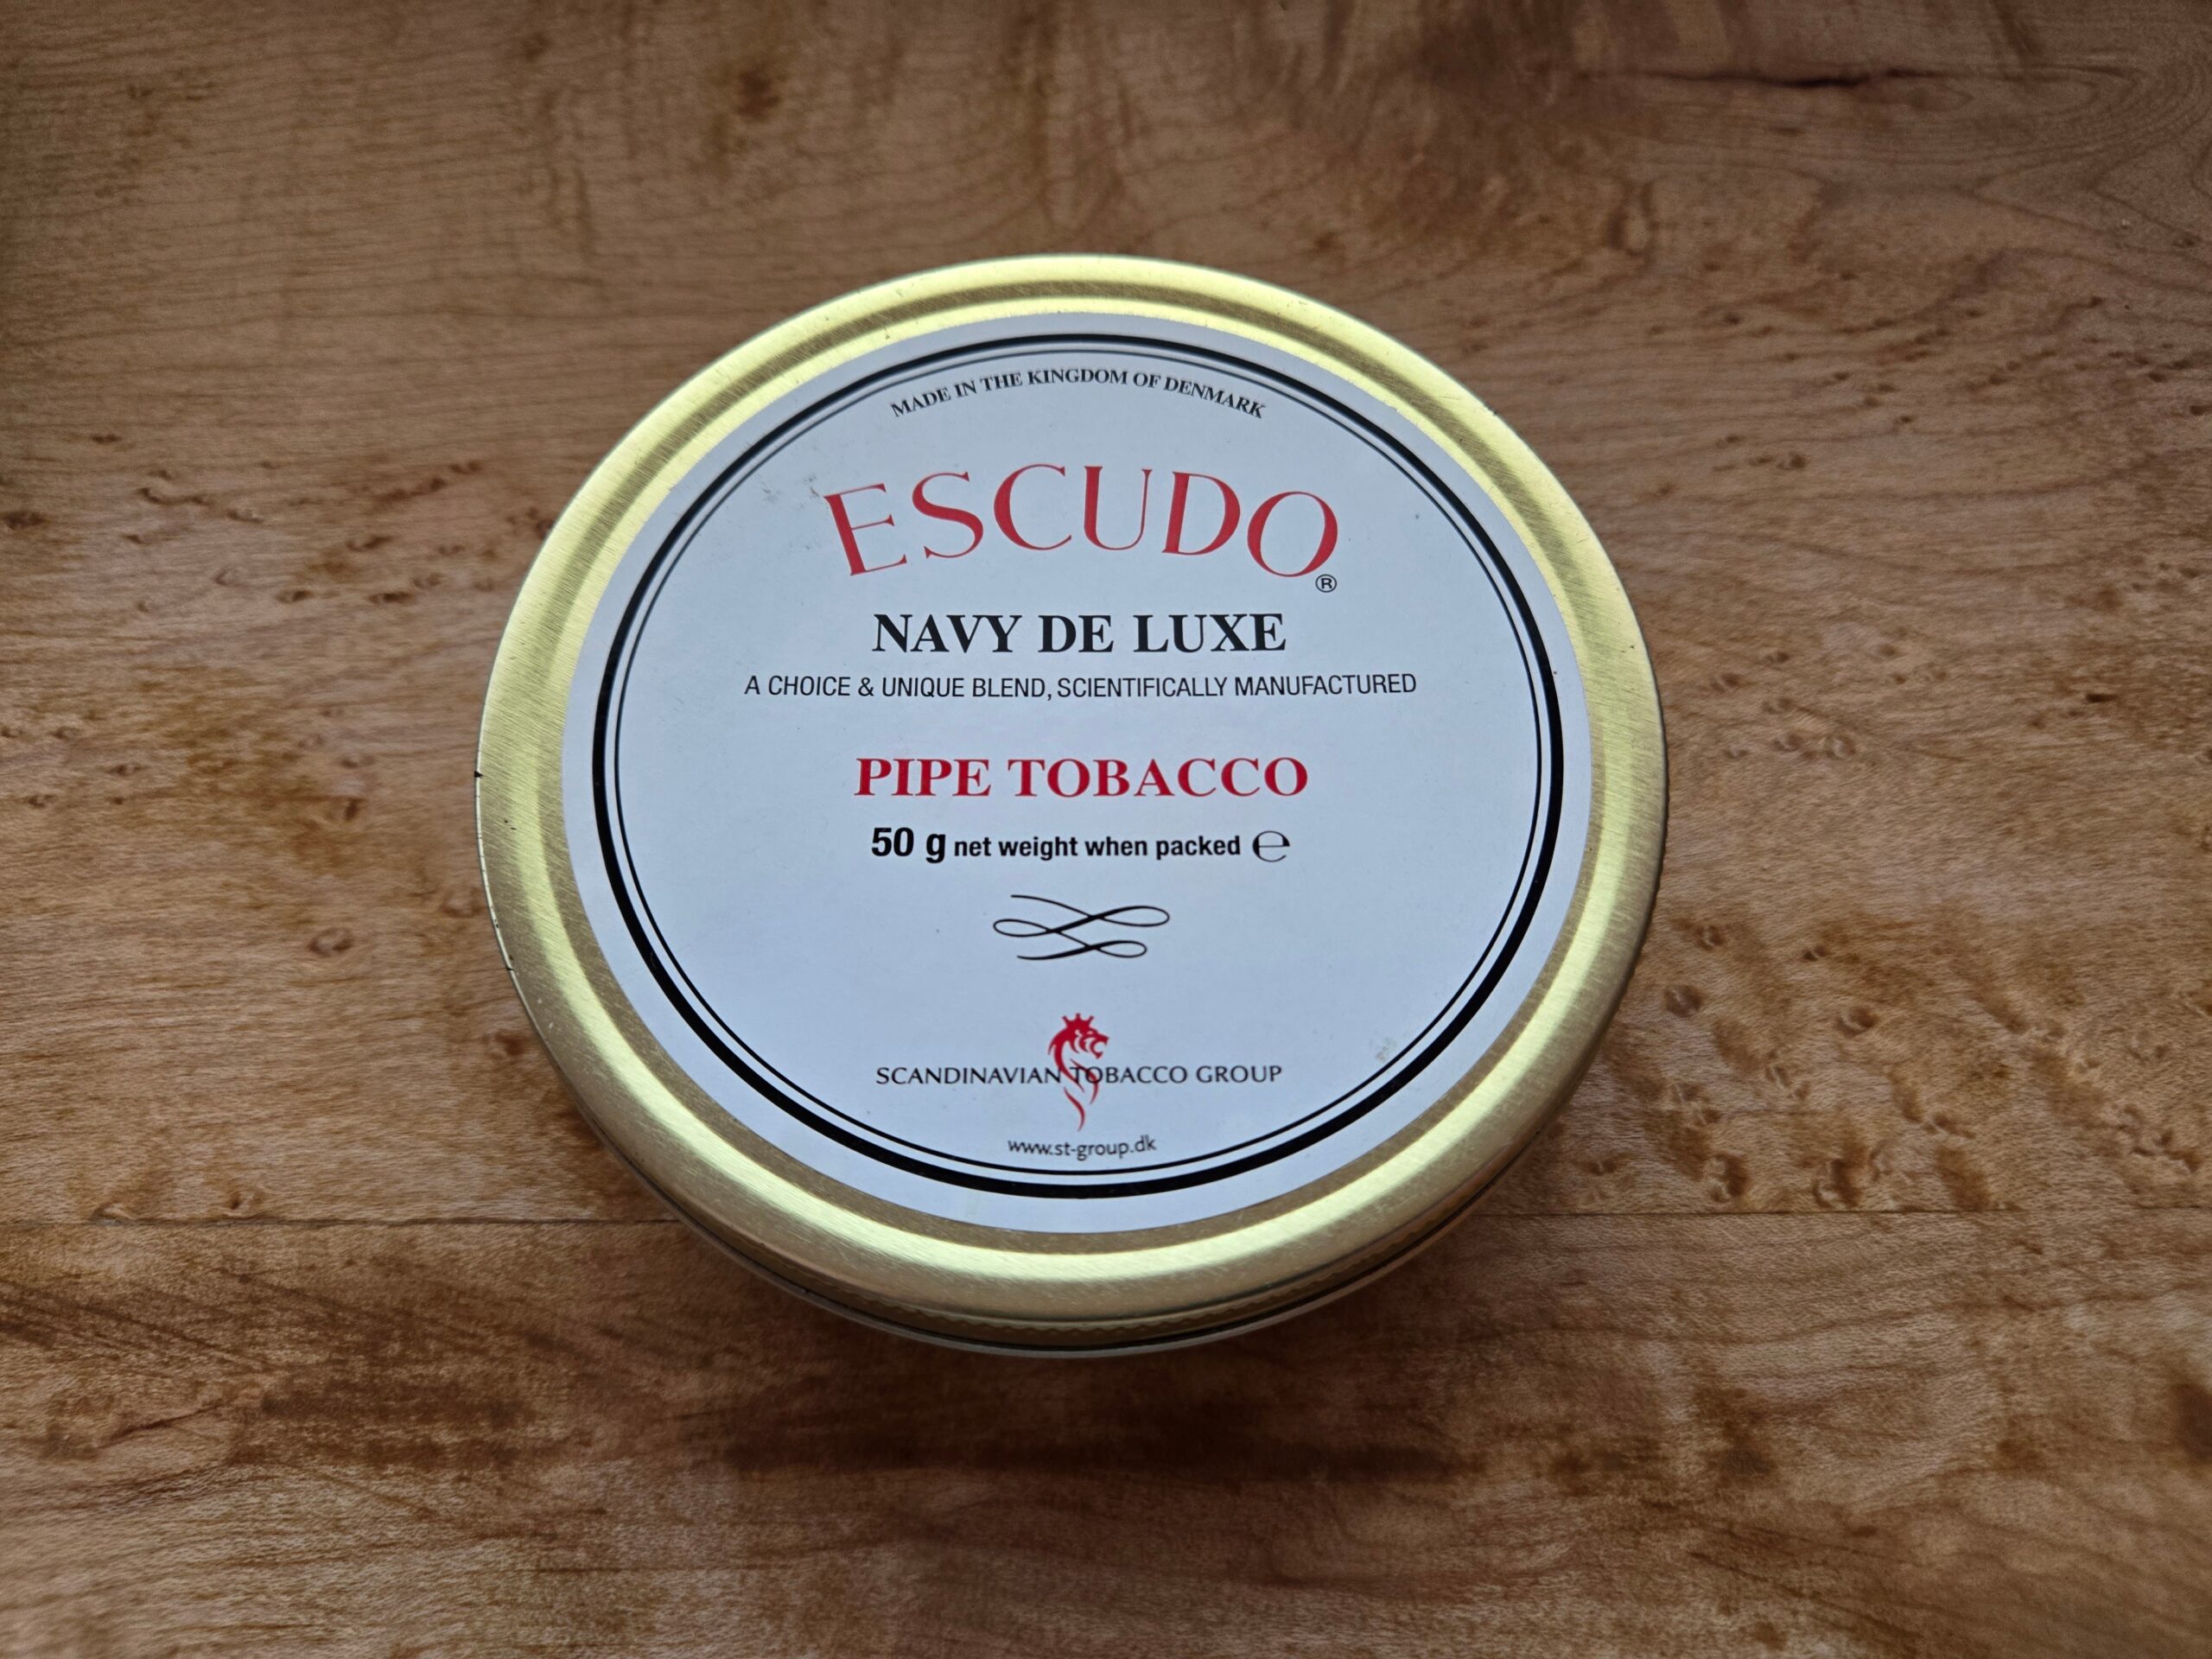 MADE IN THE KINGDOM OF DENMARK
ESCUDO®
NAVY DE LUXE
A CHOICE & UNIQUE BLEND, SCIENTIFICALLY MANUFACTURED
PIPE TOBACCO
50 g net weight when packed ℮
SCANDINAVIAN TOBACCO GROUP
www.st-group.dk